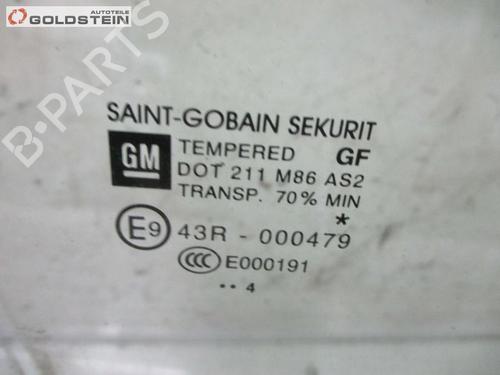 AUTOTEILE
GOLDSTEIN
B-PARTS
SAINT-GOBAIN SEKURIT
GM TEMPERED GF
DOT 211 M86 AS2
TRANSP. 70% MIN
*
E9 43R - 000479
CCC E000191
•• 4